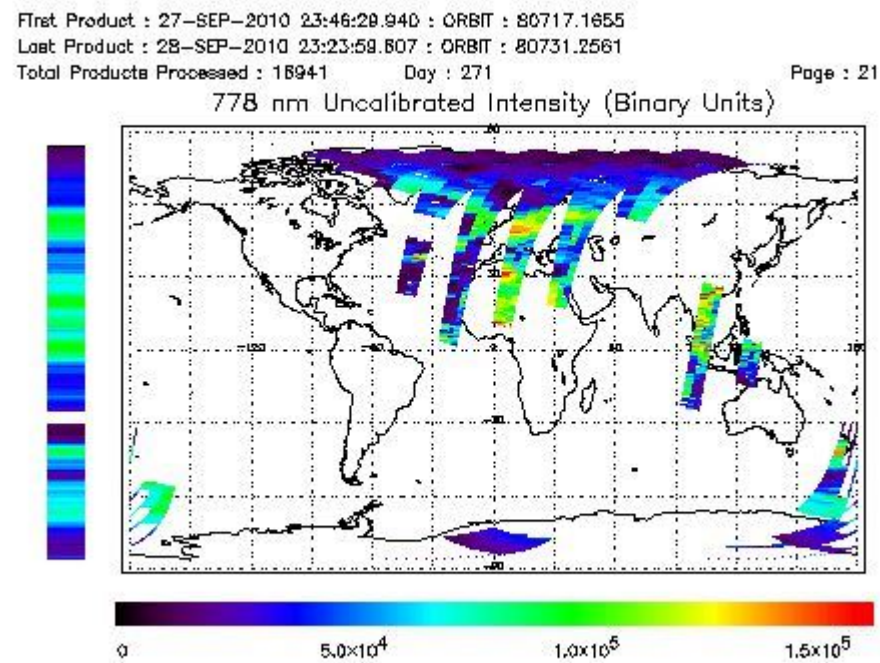 First Product : 27-SEP-2010 23:46:29.940 : ORBIT : 80717.1655
Last Product : 28-SEP-2010 23:23:59.807 : ORBIT : 80731.2561
Total Products Processed : 16941 Day : 271 Page : 21
778 nm Uncalibrated Intensity (Binary Units)
-120
0 5.0x10⁴ 1.0x10⁵ 1.5x10⁵